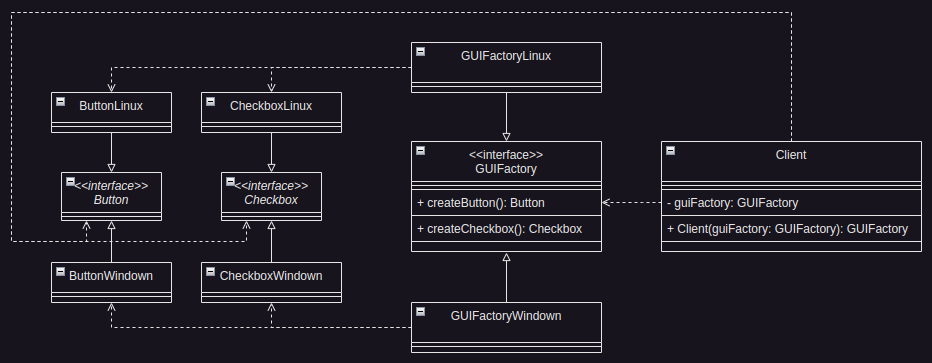 GUIFactoryLinux
ButtonLinux
CheckboxLinux
<<interface>>
GUIFactory
+ createButton(): Button
+ createCheckbox(): Checkbox
Client
- guiFactory: GUIFactory
+ Client(guiFactory: GUIFactory): GUIFactory
<<interface>>
Button
<<interface>>
Checkbox
ButtonWindown
CheckboxWindown
GUIFactoryWindown